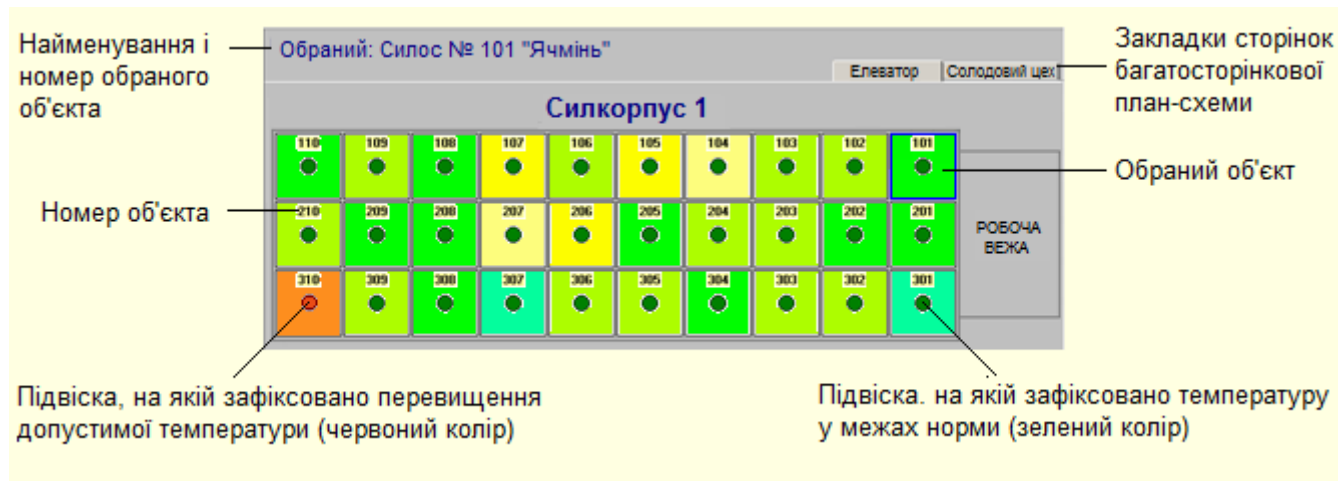 Найменування і
номер обраного
об'єкта
Обраний: Силос № 101 "Ячмінь"
Закладки сторінок
багатосторінкової
план-схеми
Елеватор
Солодовий цех
Силкорпус 1
110 109 108 107 106 105 104 103 102 101
Обраний об'єкт
Номер об'єкта
210 209 208 207 206 205 204 203 202 201
РОБОЧА
ВЕЖА
310 309 308 307 306 305 304 303 302 301
Підвіска, на якій зафіксовано перевищення
допустимої температури (червоний колір)
Підвіска. на якій зафіксовано температуру
у межах норми (зелений колір)